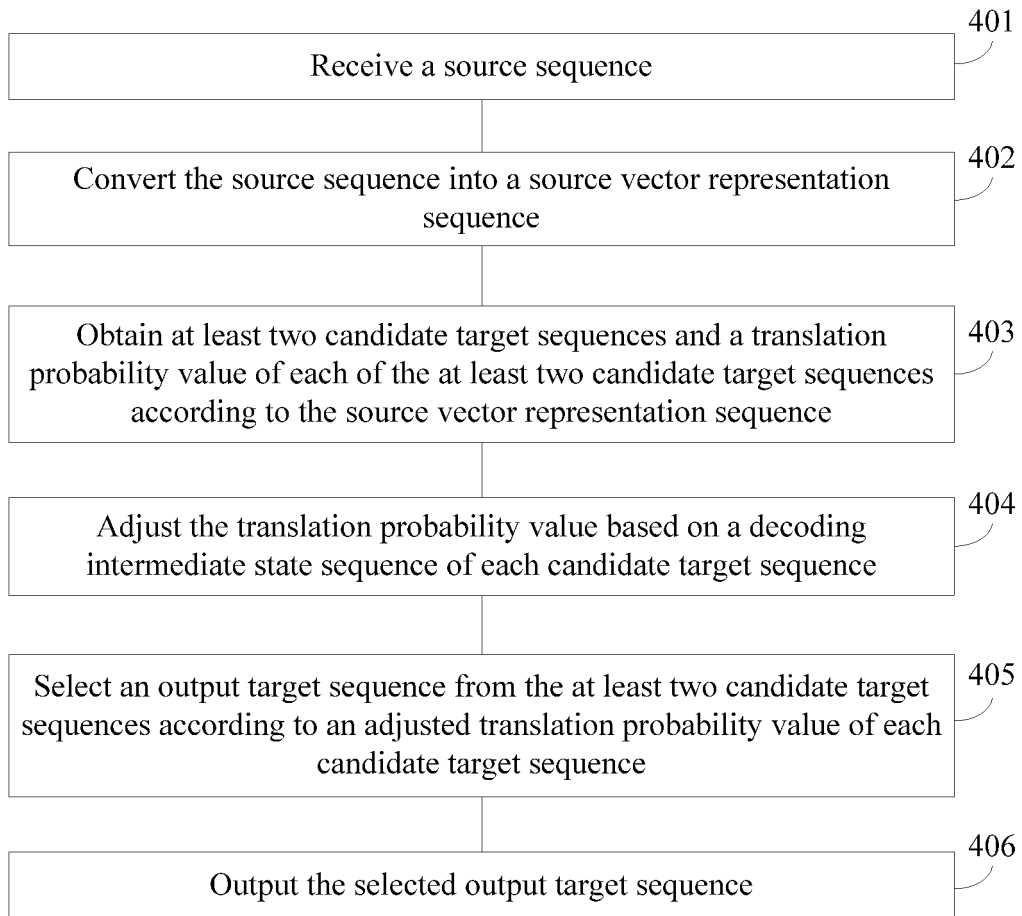 401
Receive a source sequence
402
Convert the source sequence into a source vector representation
sequence
403
Obtain at least two candidate target sequences and a translation
probability value of each of the at least two candidate target sequences
according to the source vector representation sequence
404
Adjust the translation probability value based on a decoding
intermediate state sequence of each candidate target sequence
405
Select an output target sequence from the at least two candidate target
sequences according to an adjusted translation probability value of each
candidate target sequence
406
Output the selected output target sequence